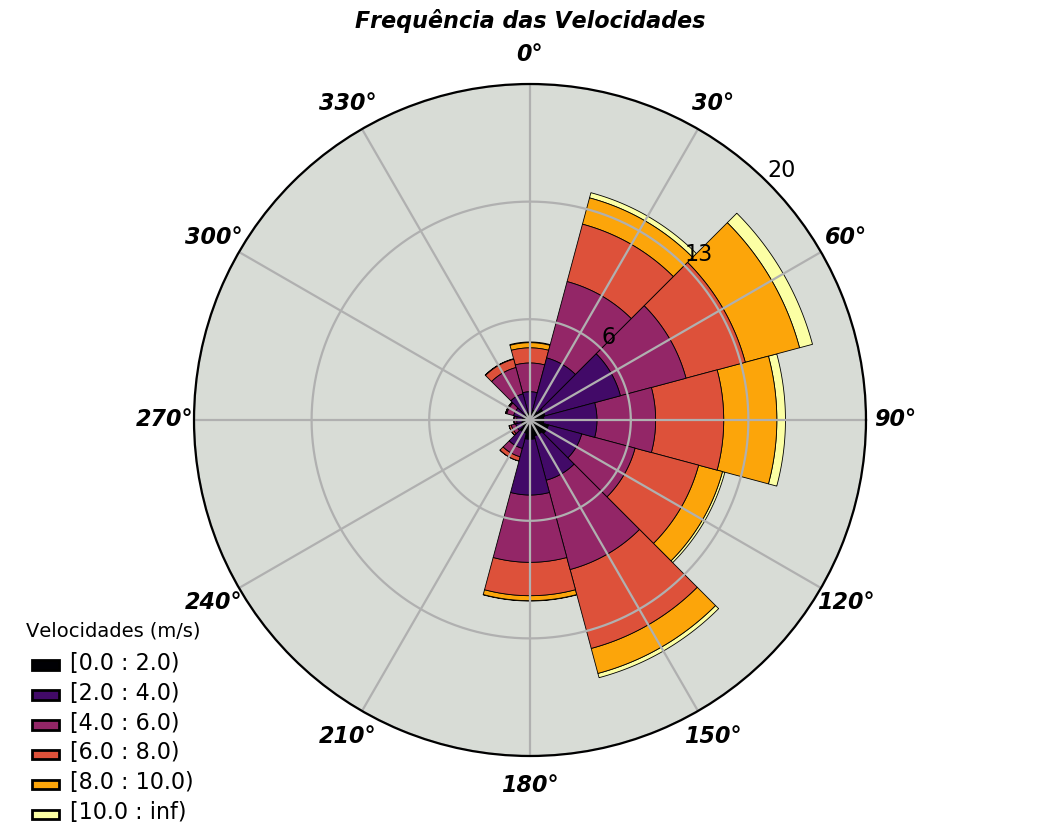 Frequência das Velocidades
0°
330°
30°
20
300°
60°
13
6
270°
90°
240°
120°
210°
150°
180°
Velocidades (m/s)
[0.0 : 2.0)
[2.0 : 4.0)
[4.0 : 6.0)
[6.0 : 8.0)
[8.0 : 10.0)
[10.0 : inf)